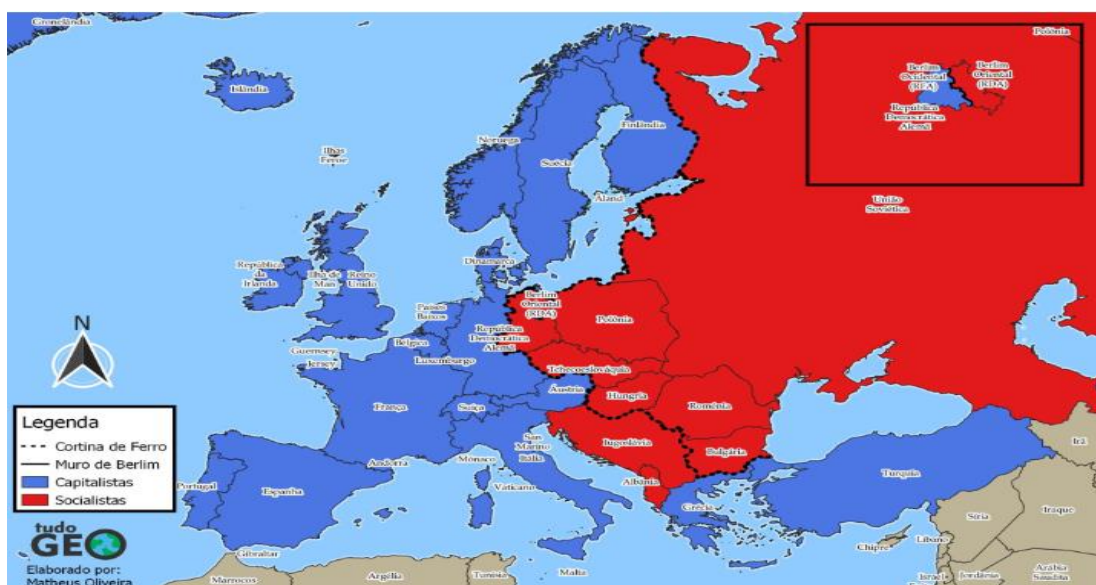 Gronelândia
Islândia
Ilhas
Feroe
Noruega
Suécia
Finlândia
Åland
Polônia
Berlim
Ocidental
(RFA)
Berlim
Oriental
(RDA)
República
Democrática
Alemã
União
Soviética
República
da
Irlanda
Ilha de
Man
Reino
Unido
Dinamarca
Países
Baixos
Berlim
Oriental
(RDA)
Polônia
República
Democrática
Alemã
Guernsey
Jersey
Bélgica
Luxemburgo
Tchecoeslováquia
N
França
Suíça
Áustria
Hungria
Romênia
San
Marino
Itália
Iugoslávia
Bulgária
Andorra
Mônaco
Vaticano
Albânia
Portugal
Espanha
Grécia
Turquia
Irã
Síria
Iraque
Chipre
Líbano
Israel
Jordânia
Arábia
Saudita
Gibraltar
Marrocos
Argélia
Tunísia
Malta
Legenda
Cortina de Ferro
Muro de Berlim
Capitalistas
Socialistas
tudo
GEO
Elaborado por:
Matheus Oliveira